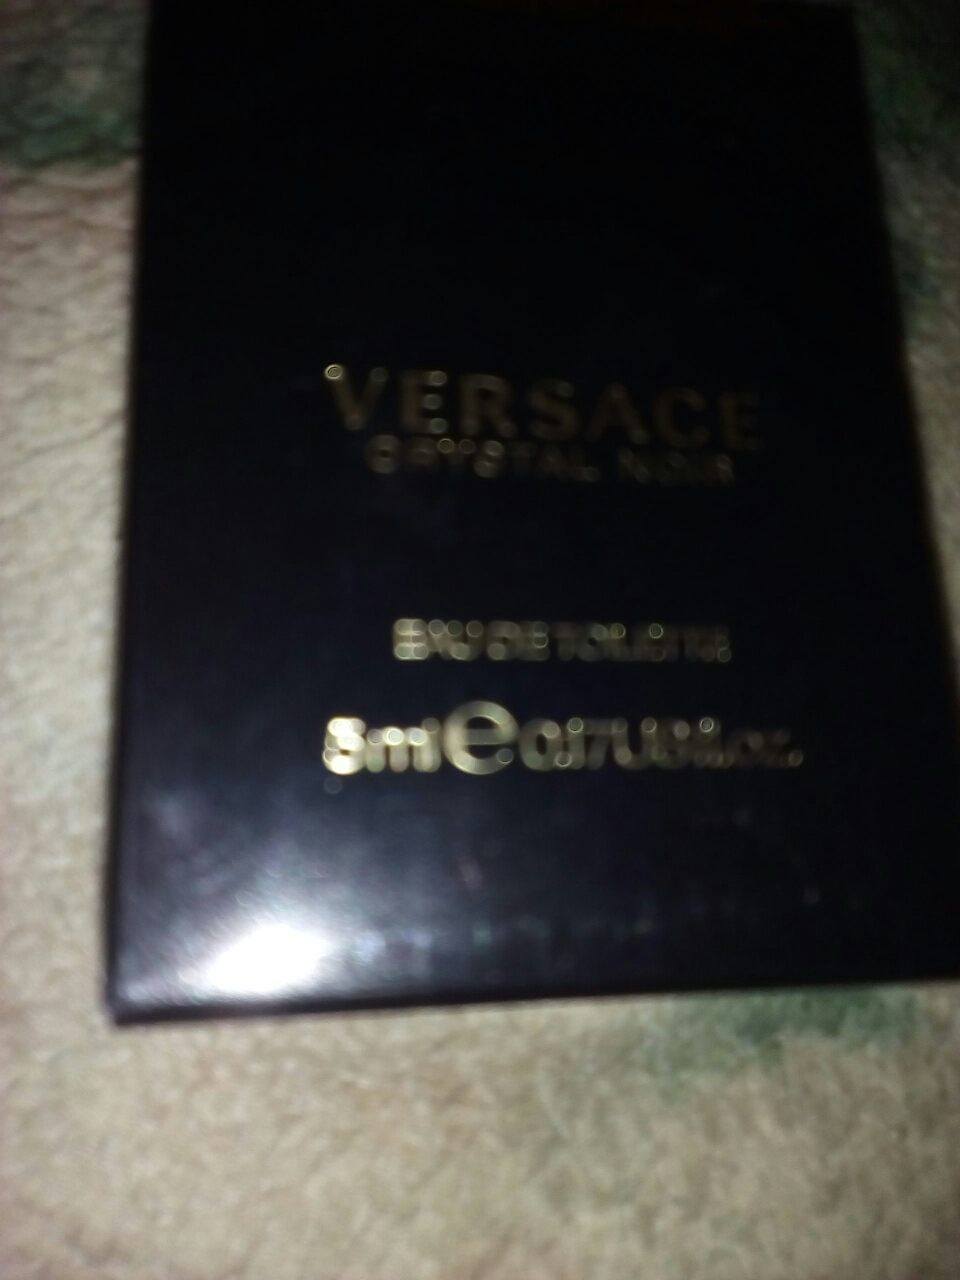 VERSACE
CRYSTAL NOIR
EAU DE TOILETTE
5ml e 0.17 U.S fl.oz.